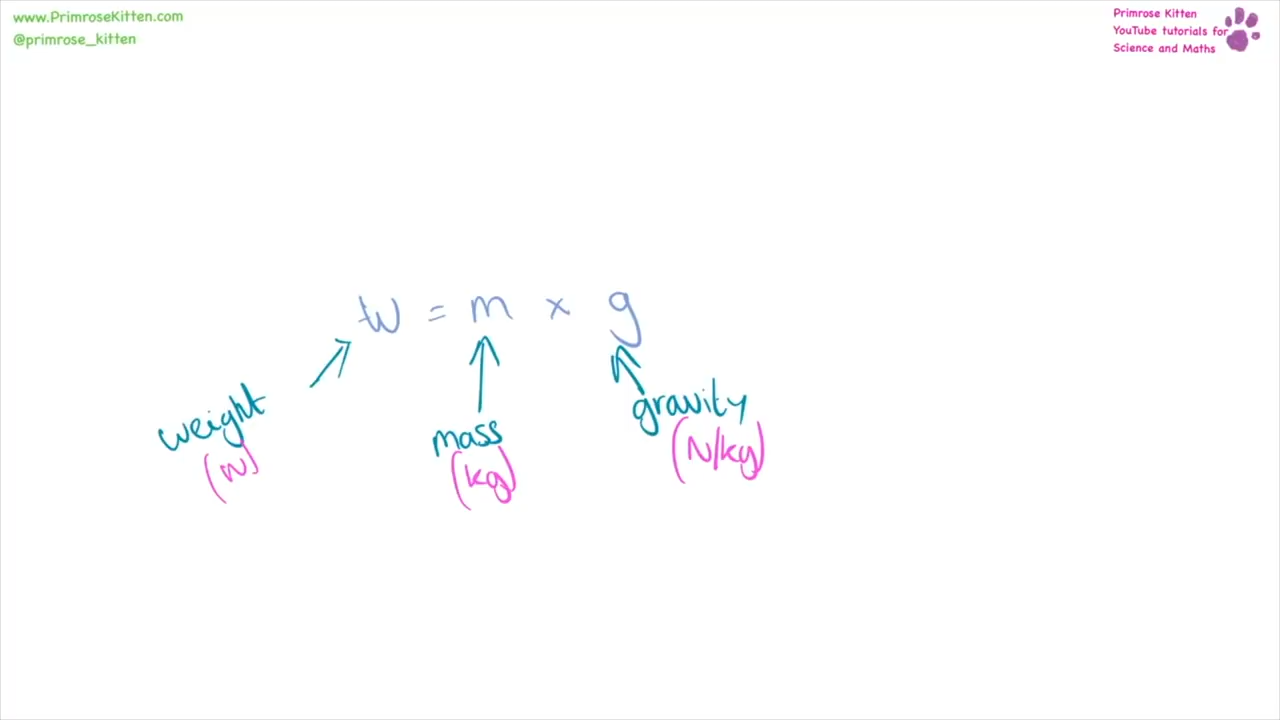 www.PrimroseKitten.com
@primrose_kitten
Primrose Kitten
YouTube tutorials for
Science and Maths
W = m × g
weight
(N)
mass
(kg)
gravity
(N/kg)